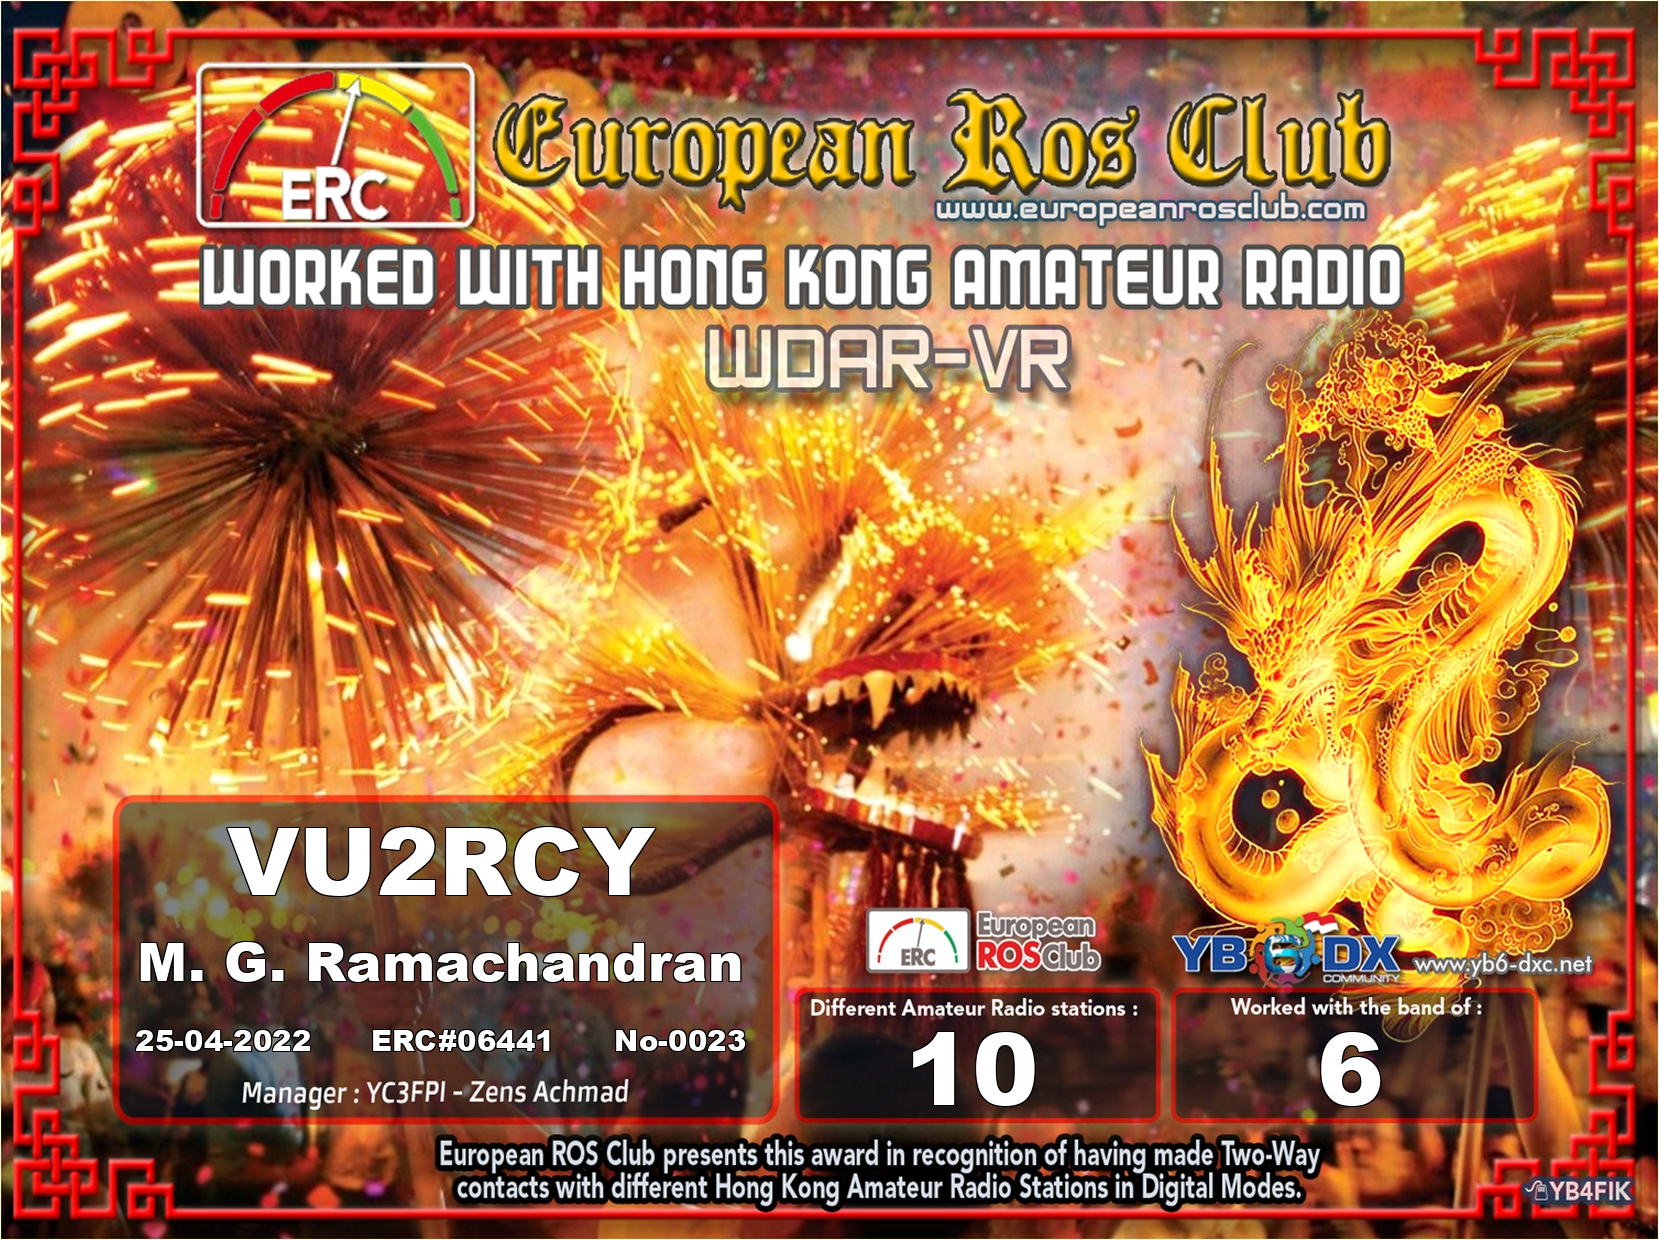 ERC
European Ros Club
www.europeanrosclub.com
WORKED WITH HONG KONG AMATEUR RADIO
WDAR-VR
VU2RCY
M. G. Ramachandran
25-04-2022 ERC#06441 No-0023
Manager : YC3FPI - Zens Achmad
ERC
European
ROSClub
YB6DX
COMMUNITY
www.yb6-dxc.net
Different Amateur Radio stations :
10
Worked with the band of :
6
European ROS Club presents this award in recognition of having made Two-Way
contacts with different Hong Kong Amateur Radio Stations in Digital Modes.
YB4FIK